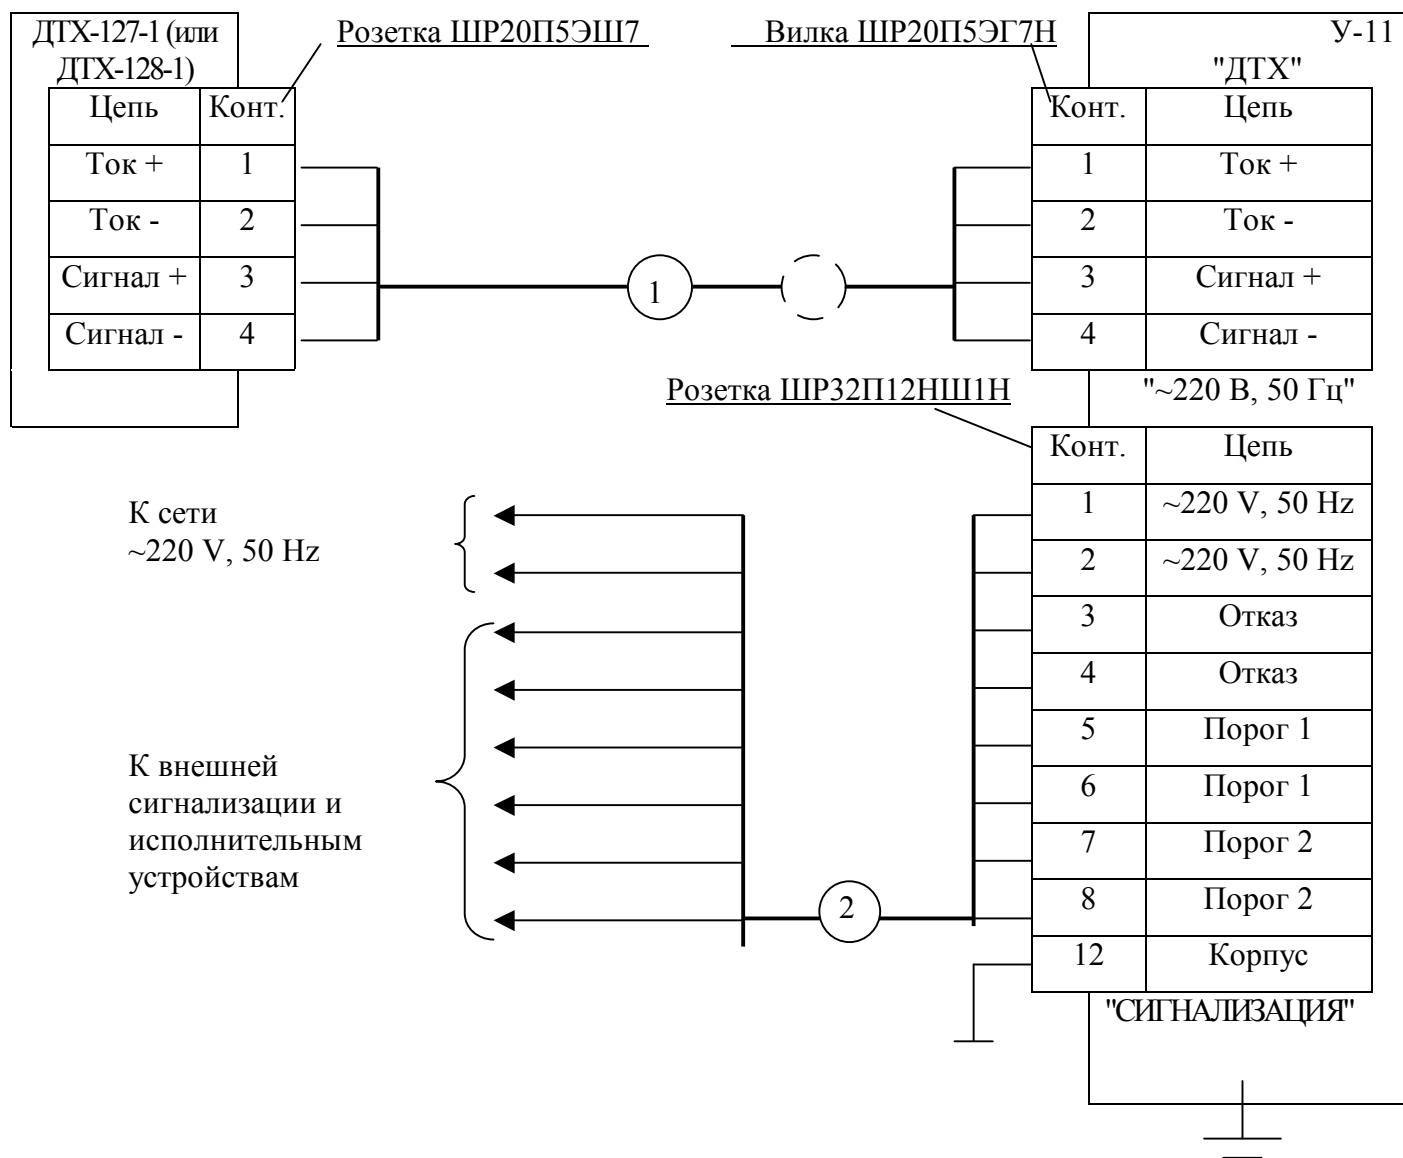 ДТХ-127-1 (или
ДТХ-128-1)
Розетка ШР20П5ЭШ7
Вилка ШР20П5ЭГ7Н
У-11
"ДТХ"
Цепь Конт.
Ток + 1
Ток - 2
Сигнал + 3
Сигнал - 4
1
Конт. Цепь
1 Ток +
2 Ток -
3 Сигнал +
4 Сигнал -
Розетка ШР32П12НШ1Н
"~220 В, 50 Гц"
Конт. Цепь
1 ~220 V, 50 Hz
2 ~220 V, 50 Hz
3 Отказ
4 Отказ
5 Порог 1
6 Порог 1
7 Порог 2
8 Порог 2
12 Корпус
"СИГНАЛИЗАЦИЯ"
К сети
~220 V, 50 Hz
К внешней
сигнализации и
исполнительным
устройствам
2